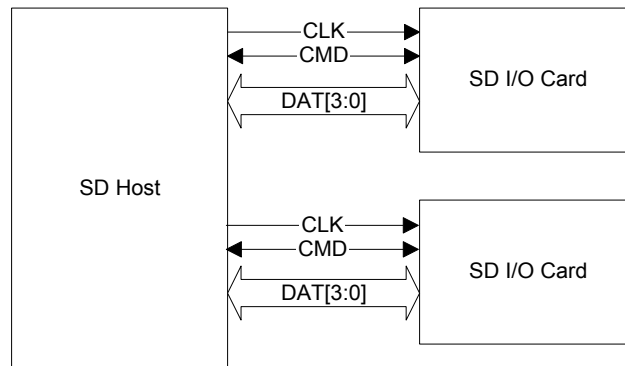 SD Host
CLK
CMD
DAT[3:0]
SD I/O Card
CLK
CMD
DAT[3:0]
SD I/O Card